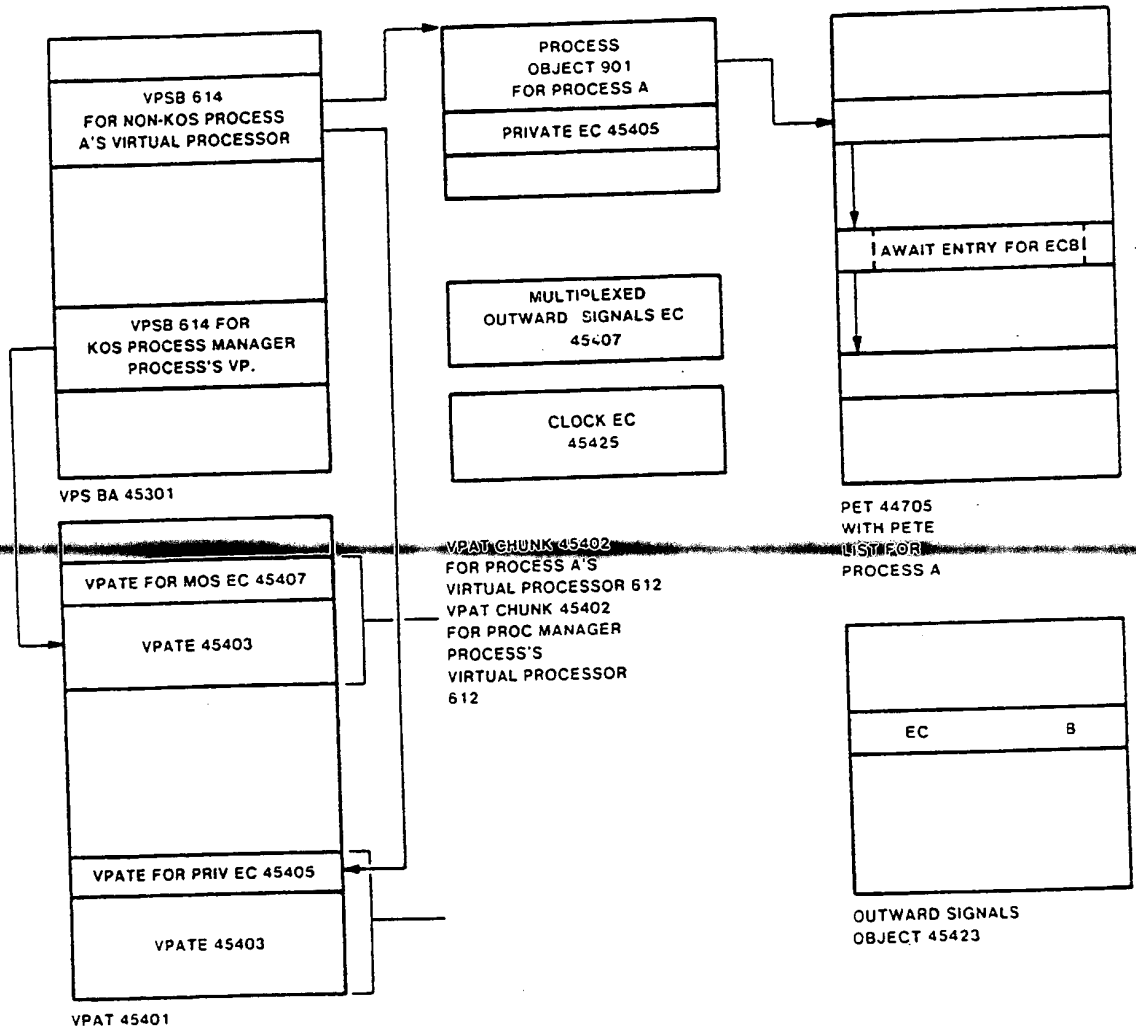 VPSB 614
FOR NON-KOS PROCESS
A'S VIRTUAL PROCESSOR
VPSB 614 FOR
KOS PROCESS MANAGER
PROCESS'S VP.
VPS BA 45301
PROCESS
OBJECT 901
FOR PROCESS A
PRIVATE EC 45405
MULTIPLEXED
OUTWARD SIGNALS EC
45407
CLOCK EC
45425
AWAIT ENTRY FOR ECB
PET 44705
WITH PETE
LIST FOR
PROCESS A
VPATE FOR MOS EC 45407
VPATE 45403
VPAT CHUNK 45402
FOR PROCESS A'S
VIRTUAL PROCESSOR 612
VPAT CHUNK 45402
FOR PROC MANAGER
PROCESS'S
VIRTUAL PROCESSOR
612
VPATE FOR PRIV EC 45405
VPATE 45403
VPAT 45401
EC B
OUTWARD SIGNALS
OBJECT 45423